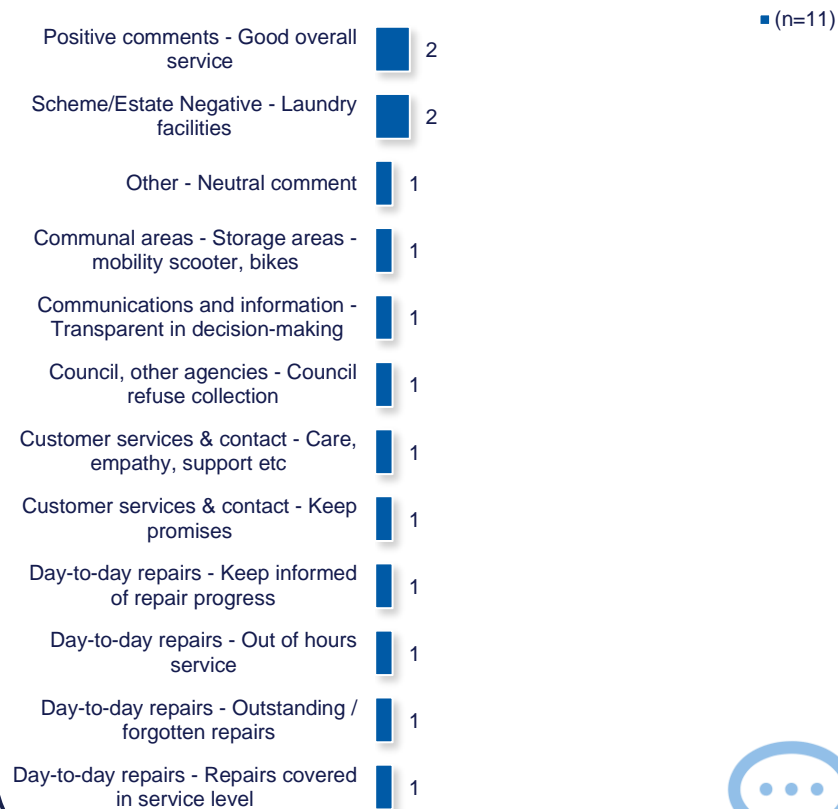 (n=11)
Positive comments - Good overall
service
2
Scheme/Estate Negative - Laundry
facilities
2
Other - Neutral comment
1
Communal areas - Storage areas -
mobility scooter, bikes
1
Communications and information -
Transparent in decision-making
1
Council, other agencies - Council
refuse collection
1
Customer services & contact - Care,
empathy, support etc
1
Customer services & contact - Keep
promises
1
Day-to-day repairs - Keep informed
of repair progress
1
Day-to-day repairs - Out of hours
service
1
Day-to-day repairs - Outstanding /
forgotten repairs
1
Day-to-day repairs - Repairs covered
in service level
1